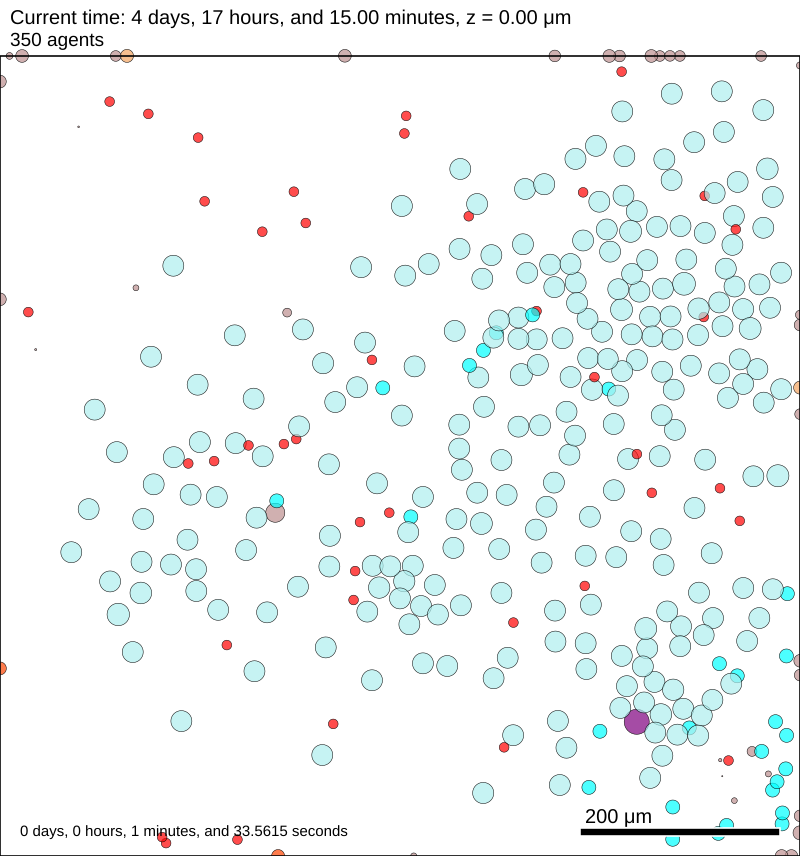 Current time: 4 days, 17 hours, and 15.00 minutes, z = 0.00 μm
350 agents
200 μm
0 days, 0 hours, 1 minutes, and 33.5615 seconds